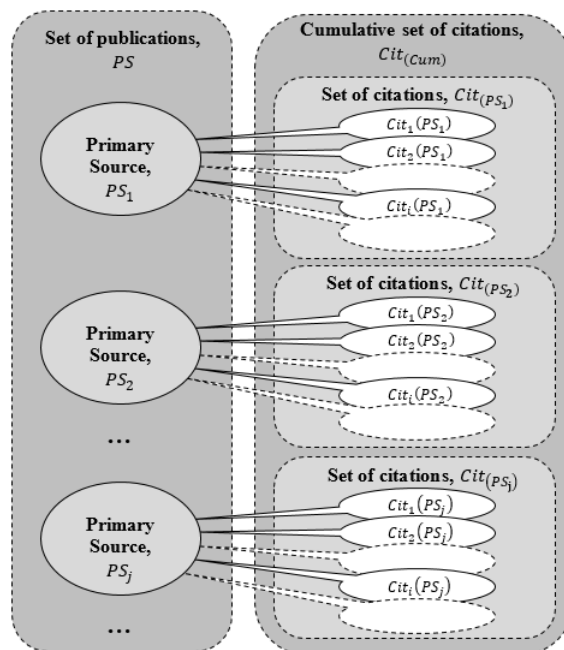 Set of publications,
PS
Primary
Source,
PS₁
Primary
Source,
PS₂
...
Primary
Source,
PSⱼ
...
Cumulative set of citations,
Cit₍Cum₎
Set of citations, Cit₍PS₁₎
Cit₁(PS₁)
Cit₂(PS₁)
Citᵢ(PS₁)
Set of citations, Cit₍PS₂₎
Cit₁(PS₂)
Cit₂(PS₂)
Citᵢ(PS₂)
Set of citations, Cit₍PSⱼ₎
Cit₁(PSⱼ)
Cit₂(PSⱼ)
Citᵢ(PSⱼ)